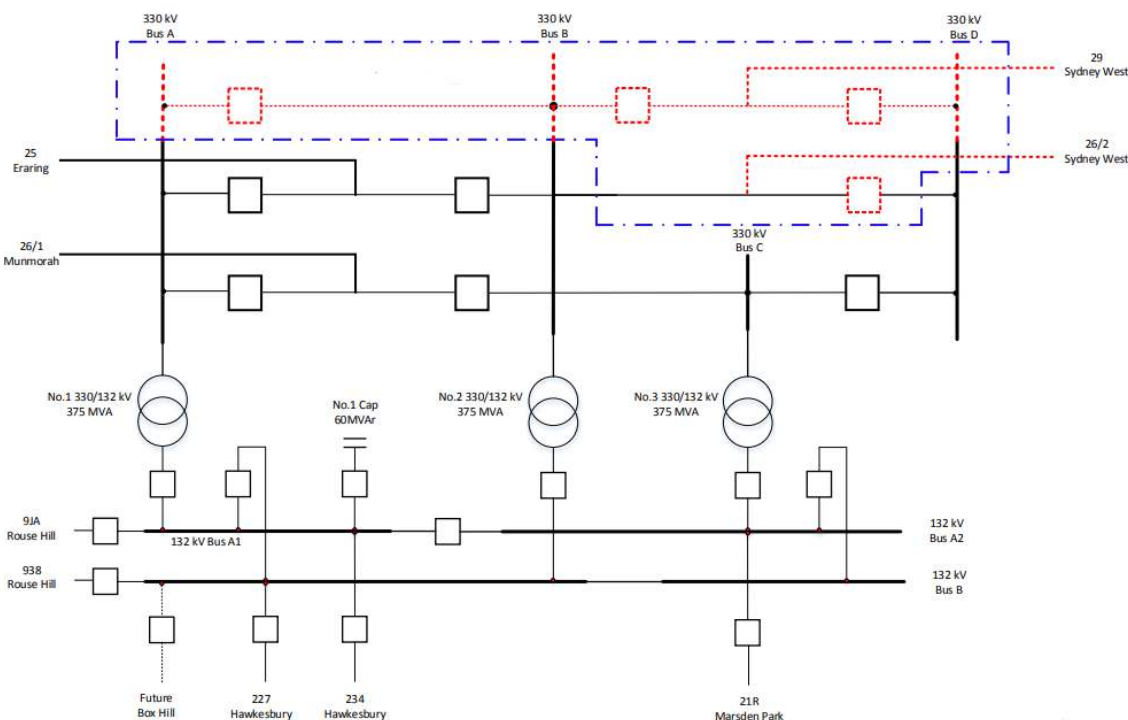 330 kV
Bus A
330 kV
Bus B
330 kV
Bus D
29
Sydney West
25
Eraring
26/2
Sydney West
26/1
Munmorah
330 kV
Bus C
No.1 330/132 kV
375 MVA
No.1 Cap
60MVAr
No.2 330/132 kV
375 MVA
No.3 330/132 kV
375 MVA
9JA
Rouse Hill
132 kV Bus A1
132 kV
Bus A2
938
Rouse Hill
132 kV
Bus B
Future
Box Hill
227
Hawkesbury
234
Hawkesbury
21R
Marsden Park